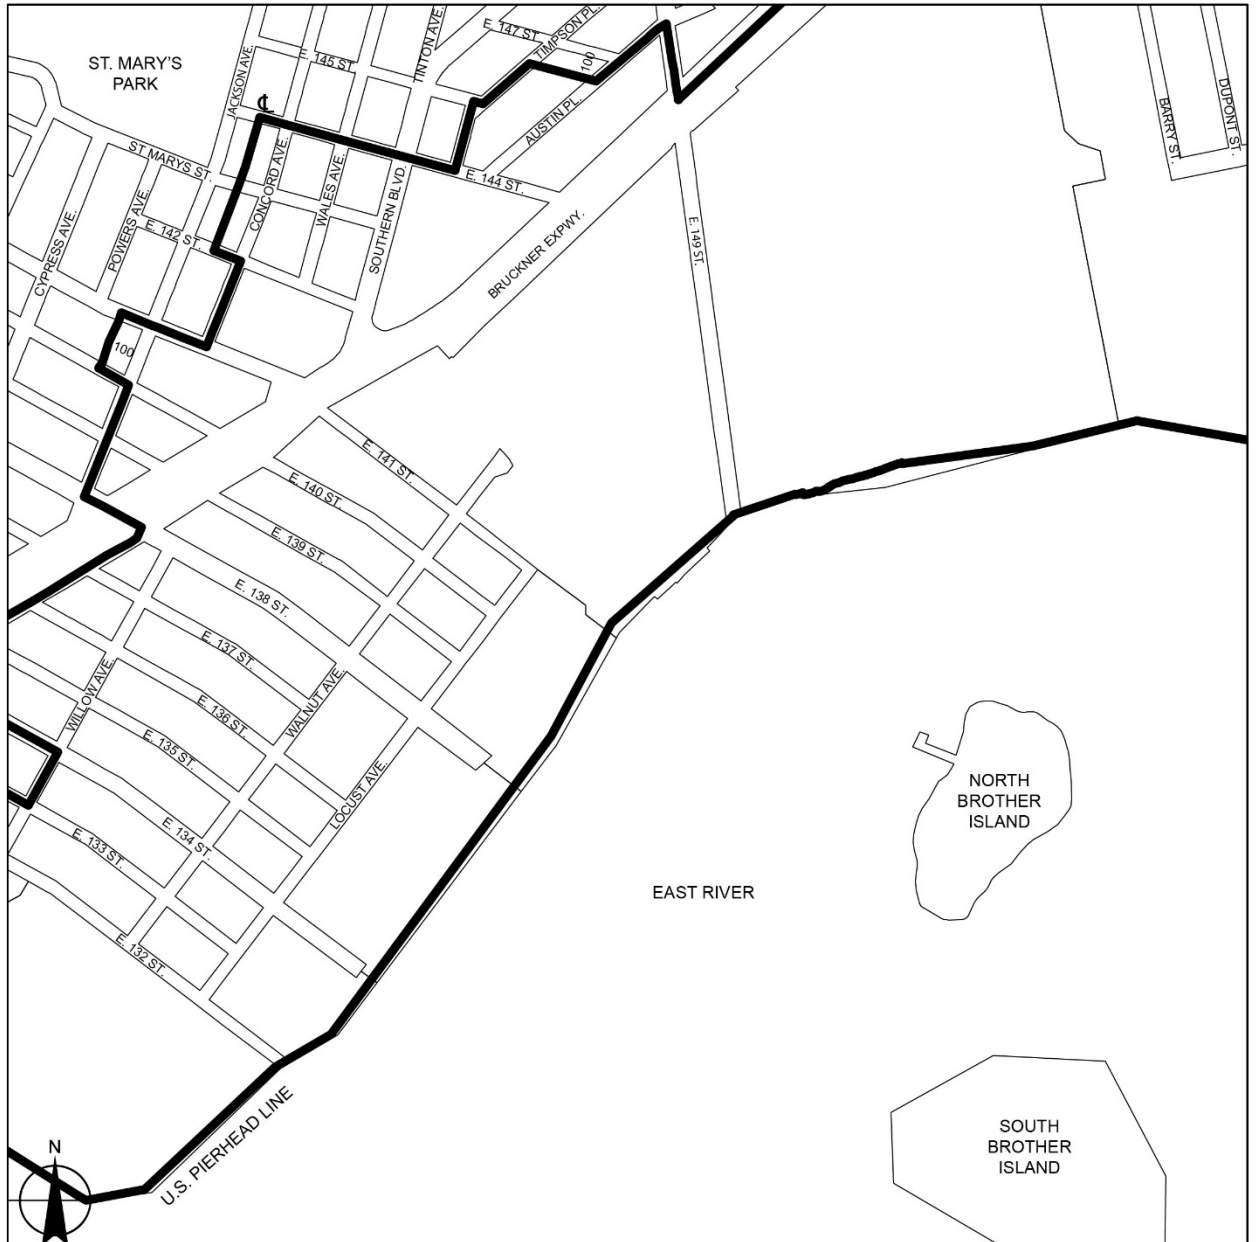 ST. MARY'S
PARK
JACKSON AVE.
E. 145 ST.
TINTON AVE.
E. 147 ST.
TIMPSON PL.
100
AUSTIN PL.
℄
ST MARYS ST.
CONCORD AVE.
WALES AVE.
SOUTHERN BLVD.
E. 144 ST.
BARRY ST.
DUPONT ST.
CYPRESS AVE.
POWERS AVE.
E. 142 ST.
BRUCKNER EXPWY.
E. 149 ST.
100
E. 141 ST.
E. 140 ST.
E. 139 ST.
E. 138 ST.
E. 137 ST.
WILLOW AVE.
E. 136 ST.
WALNUT AVE.
E. 135 ST.
LOCUST AVE.
E. 134 ST.
E. 133 ST.
E. 132 ST.
NORTH
BROTHER
ISLAND
EAST RIVER
U.S. PIERHEAD LINE
SOUTH
BROTHER
ISLAND
N